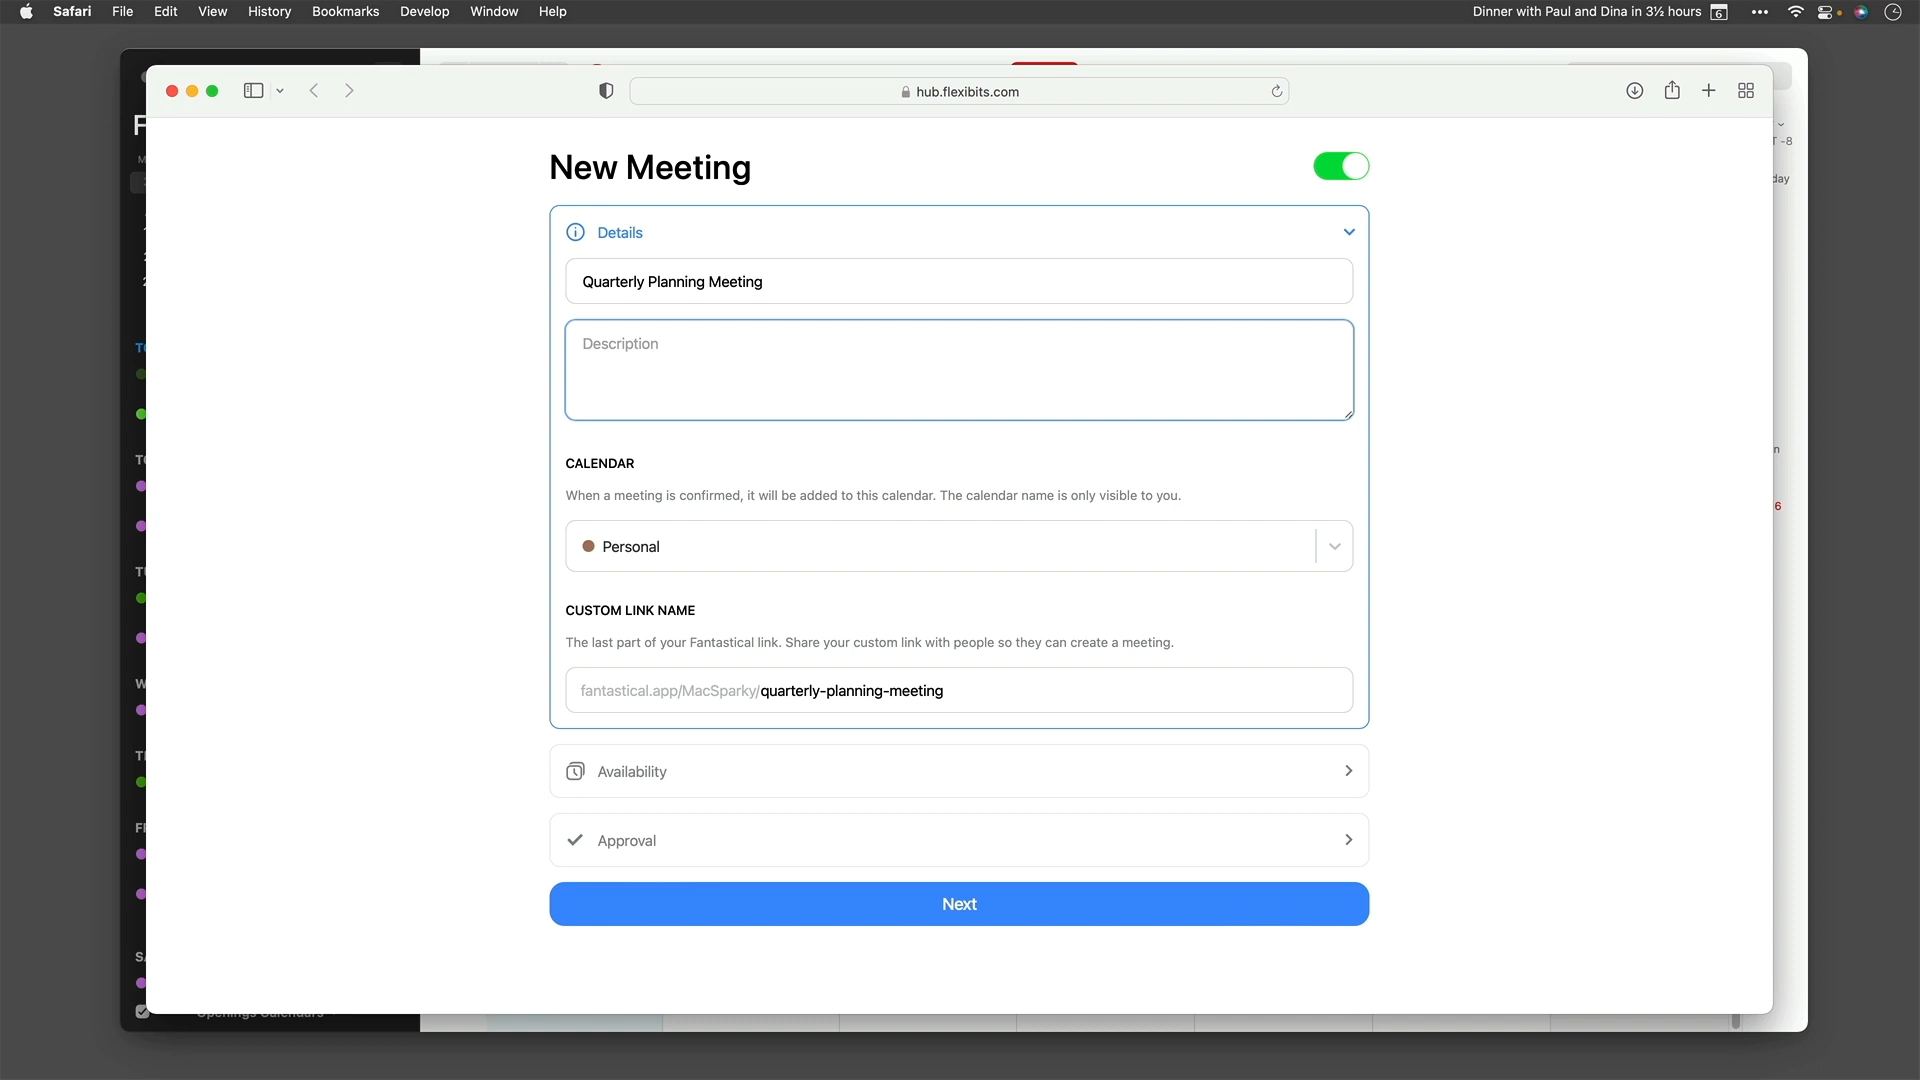 Safari File Edit View History Bookmarks Develop Window Help
Dinner with Paul and Dina in 3½ hours 6
hub.flexibits.com
New Meeting
Details
Quarterly Planning Meeting
Description
CALENDAR
When a meeting is confirmed, it will be added to this calendar. The calendar name is only visible to you.
Personal
CUSTOM LINK NAME
The last part of your Fantastical link. Share your custom link with people so they can create a meeting.
fantastical.app/MacSparky/quarterly-planning-meeting
Availability
Approval
Next
Openings Calendars